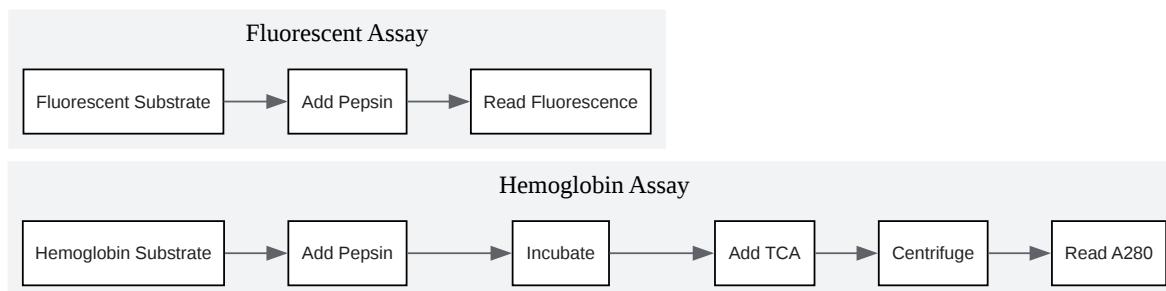 Fluorescent Assay
Fluorescent Substrate
Add Pepsin
Read Fluorescence
Hemoglobin Assay
Hemoglobin Substrate
Add Pepsin
Incubate
Add TCA
Centrifuge
Read A280